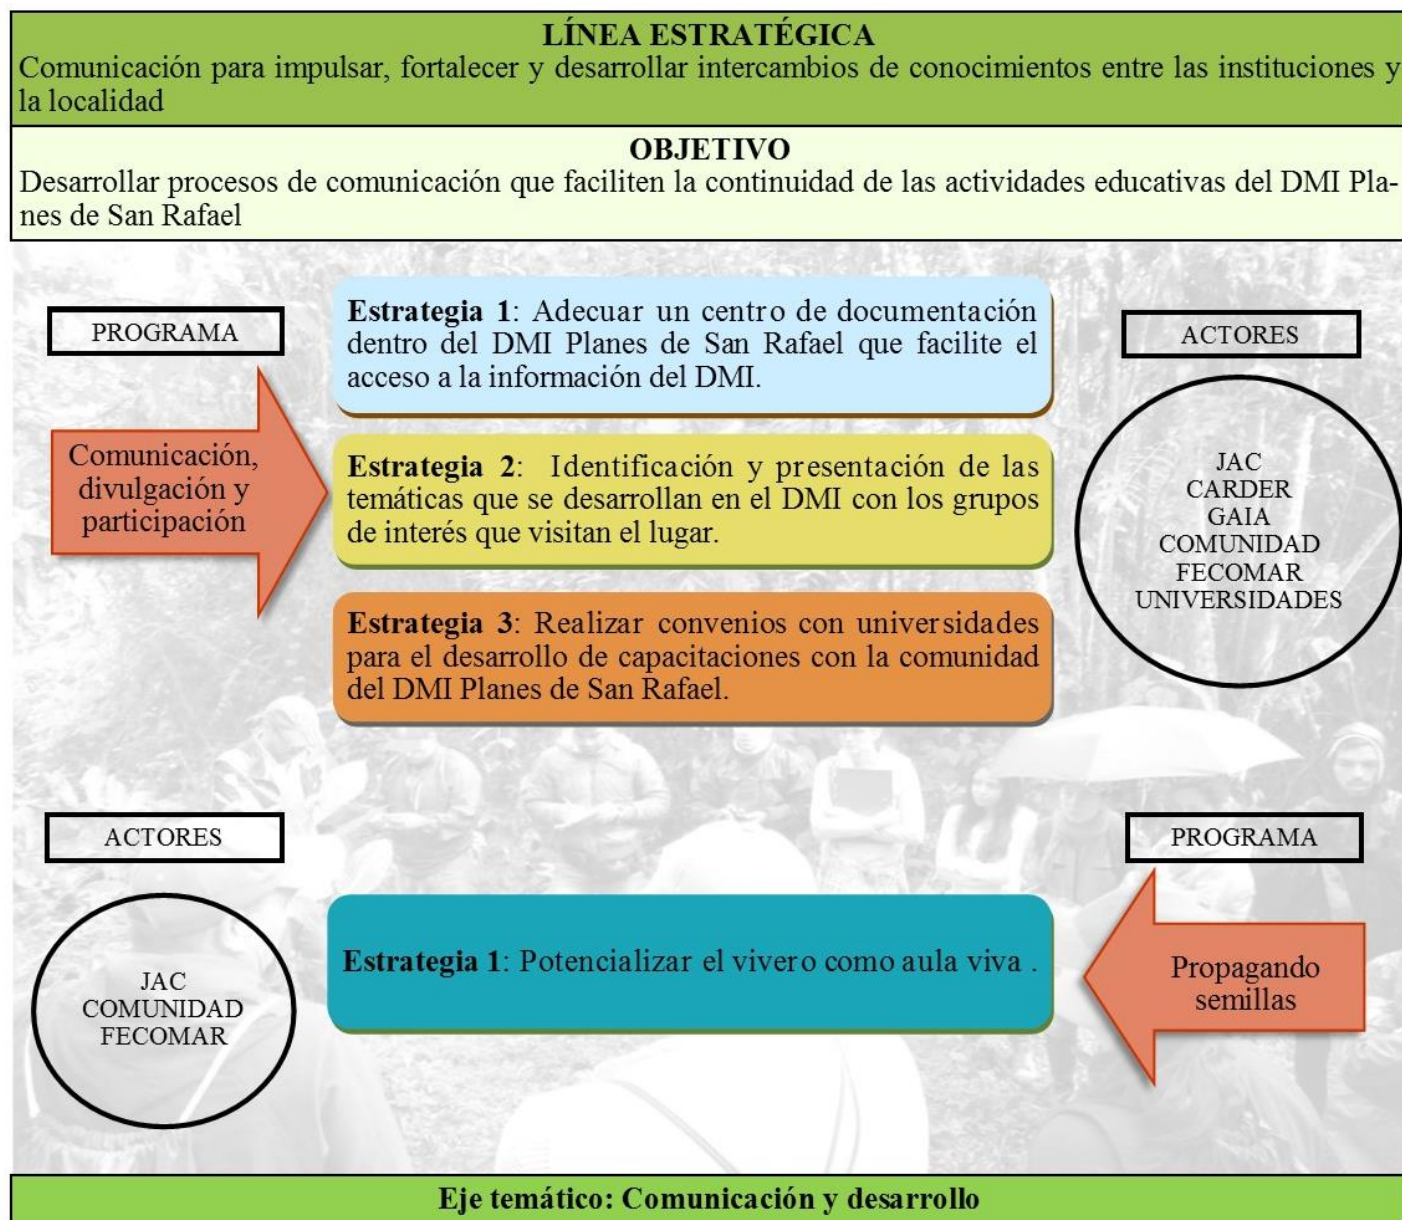 LÍNEA ESTRATÉGICA
Comunicación para impulsar, fortalecer y desarrollar intercambios de conocimientos entre las instituciones y
la localidad
OBJETIVO
Desarrollar procesos de comunicación que faciliten la continuidad de las actividades educativas del DMI Pla-
nes de San Rafael
PROGRAMA
Comunicación,
divulgación y
participación
Estrategia 1: Adecuar un centro de documentación
dentro del DMI Planes de San Rafael que facilite el
acceso a la información del DMI.
Estrategia 2: Identificación y presentación de las
temáticas que se desarrollan en el DMI con los grupos
de interés que visitan el lugar.
Estrategia 3: Realizar convenios con universidades
para el desarrollo de capacitaciones con la comunidad
del DMI Planes de San Rafael.
ACTORES
JAC
CARDER
GAIA
COMUNIDAD
FECOMAR
UNIVERSIDADES
ACTORES
JAC
COMUNIDAD
FECOMAR
Estrategia 1: Potencializar el vivero como aula viva .
PROGRAMA
Propagando
semillas
Eje temático: Comunicación y desarrollo